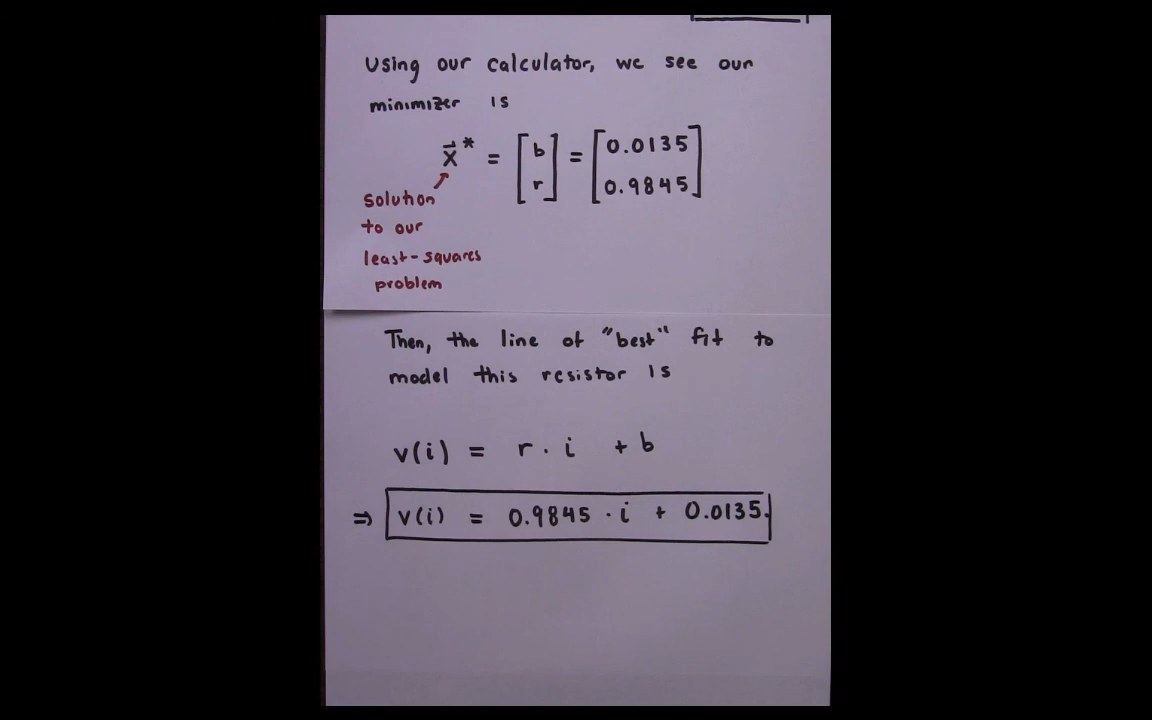 Using our calculator, we see our
minimizer is
x⃗* = [b r] = [0.0135 0.9845]
solution
to our
least-squares
problem
Then, the line of "best" fit to
model this resistor is
v(i) = r · i + b
⇒ v(i) = 0.9845 · i + 0.0135.